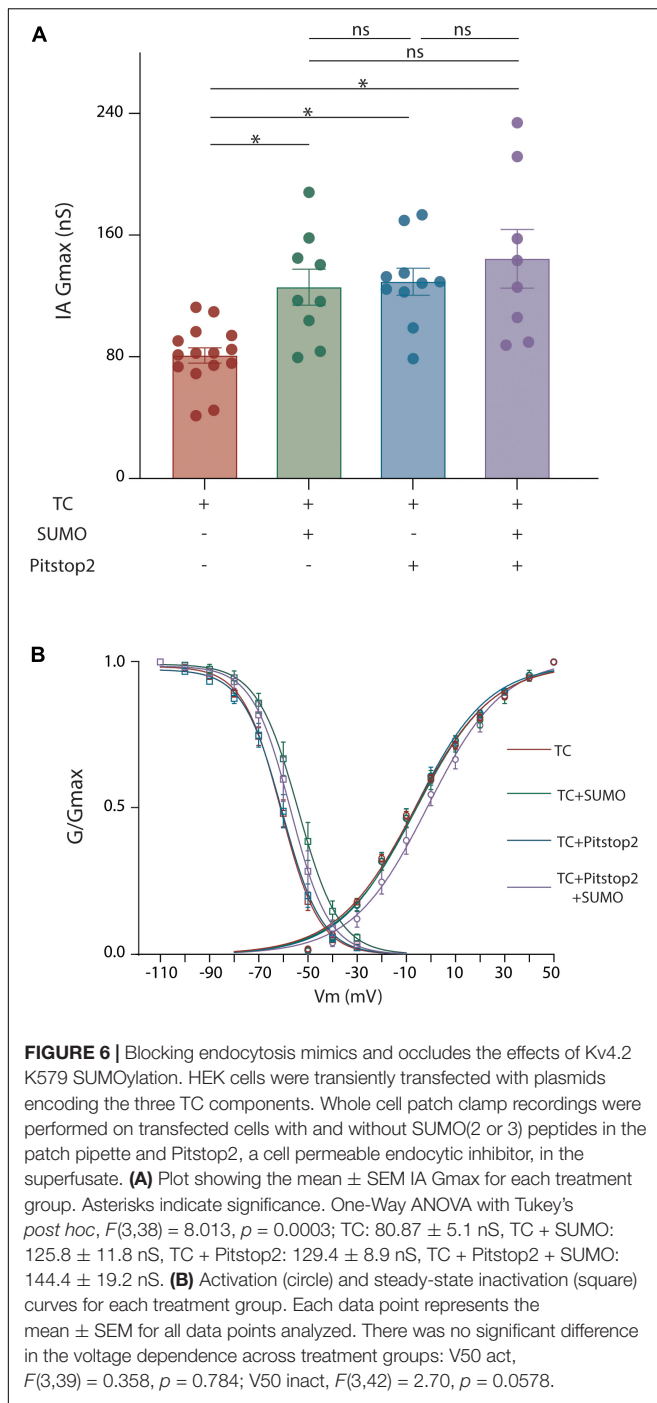 A
ns
ns
ns
*
*
*
240
160
80
0
IA Gmax (nS)
TC + + + +
SUMO - + - +
Pitstop2 - - + +
B
1.0
0.5
0.0
G/Gmax
-110 -90 -70 -50 -30 -10 10 30 50
Vm (mV)
TC
TC+SUMO
TC+Pitstop2
TC+Pitstop2
+SUMO
FIGURE 6 | Blocking endocytosis mimics and occludes the effects of Kv4.2
K579 SUMOylation. HEK cells were transiently transfected with plasmids
encoding the three TC components. Whole cell patch clamp recordings were
performed on transfected cells with and without SUMO(2 or 3) peptides in the
patch pipette and Pitstop2, a cell permeable endocytic inhibitor, in the
superfusate. (A) Plot showing the mean ± SEM IA Gmax for each treatment
group. Asterisks indicate significance. One-Way ANOVA with Tukey's
post hoc, F(3,38) = 8.013, p = 0.0003; TC: 80.87 ± 5.1 nS, TC + SUMO:
125.8 ± 11.8 nS, TC + Pitstop2: 129.4 ± 8.9 nS, TC + Pitstop2 + SUMO:
144.4 ± 19.2 nS. (B) Activation (circle) and steady-state inactivation (square)
curves for each treatment group. Each data point represents the
mean ± SEM for all data points analyzed. There was no significant difference
in the voltage dependence across treatment groups: V50 act,
F(3,39) = 0.358, p = 0.784; V50 inact, F(3,42) = 2.70, p = 0.0578.